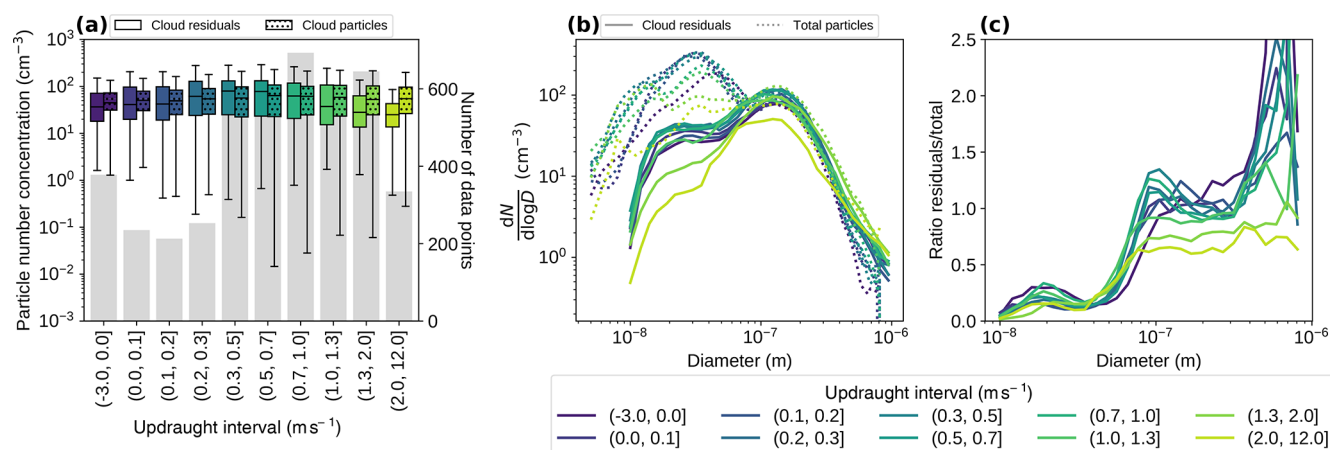 (a)
Cloud residuals
Cloud particles
Particle number concentration (cm−3)
10^3
10^2
10^1
10^0
10^−1
10^−2
10^−3
600
400
200
0
Number of data points
(-3.0, 0.0]
(0.0, 0.1]
(0.1, 0.2]
(0.2, 0.3]
(0.3, 0.5]
(0.5, 0.7]
(0.7, 1.0]
(1.0, 1.3]
(1.3, 2.0]
(2.0, 12.0]
Updraught interval (m s−1)
(b)
Cloud residuals
Total particles
dN
dlogD (cm−3)
10^2
10^1
10^0
10^−8
10^−7
10^−6
Diameter (m)
(c)
Ratio residuals/total
2.5
2.0
1.5
1.0
0.5
0.0
10^−8
10^−7
10^−6
Diameter (m)
Updraught interval (m s−1)
(-3.0, 0.0]
(0.1, 0.2]
(0.3, 0.5]
(0.7, 1.0]
(1.3, 2.0]
(0.0, 0.1]
(0.2, 0.3]
(0.5, 0.7]
(1.0, 1.3]
(2.0, 12.0]